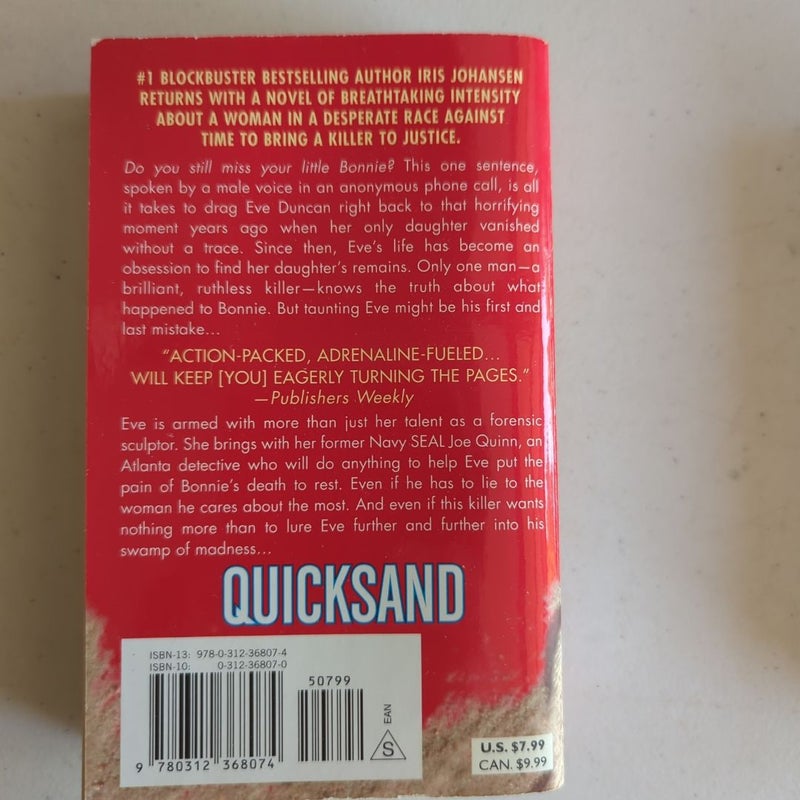 #1 BLOCKBUSTER BESTSELLING AUTHOR IRIS JOHANSEN
RETURNS WITH A NOVEL OF BREATHTAKING INTENSITY
ABOUT A WOMAN IN A DESPERATE RACE AGAINST
TIME TO BRING A KILLER TO JUSTICE.
Do you still miss your little Bonnie? This one sentence,
spoken by a male voice in an anonymous phone call, is all
it takes to drag Eve Duncan right back to that horrifying
moment years ago when her only daughter vanished
without a trace. Since then, Eve's life has become an
obsession to find her daughter's remains. Only one man—a
brilliant, ruthless killer—knows the truth about what
happened to Bonnie. But taunting Eve might be his first and
last mistake...
"ACTION-PACKED, ADRENALINE-FUELED...
WILL KEEP [YOU] EAGERLY TURNING THE PAGES."
—Publishers Weekly
Eve is armed with more than just her talent as a forensic
sculptor. She brings with her former Navy SEAL Joe Quinn, an
Atlanta detective who will do anything to help Eve put the
pain of Bonnie's death to rest. Even if he has to lie to the
woman he cares about the most. And even if this killer wants
nothing more than to lure Eve further and further into his
swamp of madness...
QUICKSAND
ISBN-13: 978-0-312-36807-4
ISBN-10: 0-312-36807-0
50799
EAN
S
9 780312 368074
U.S. $7.99
CAN. $9.99